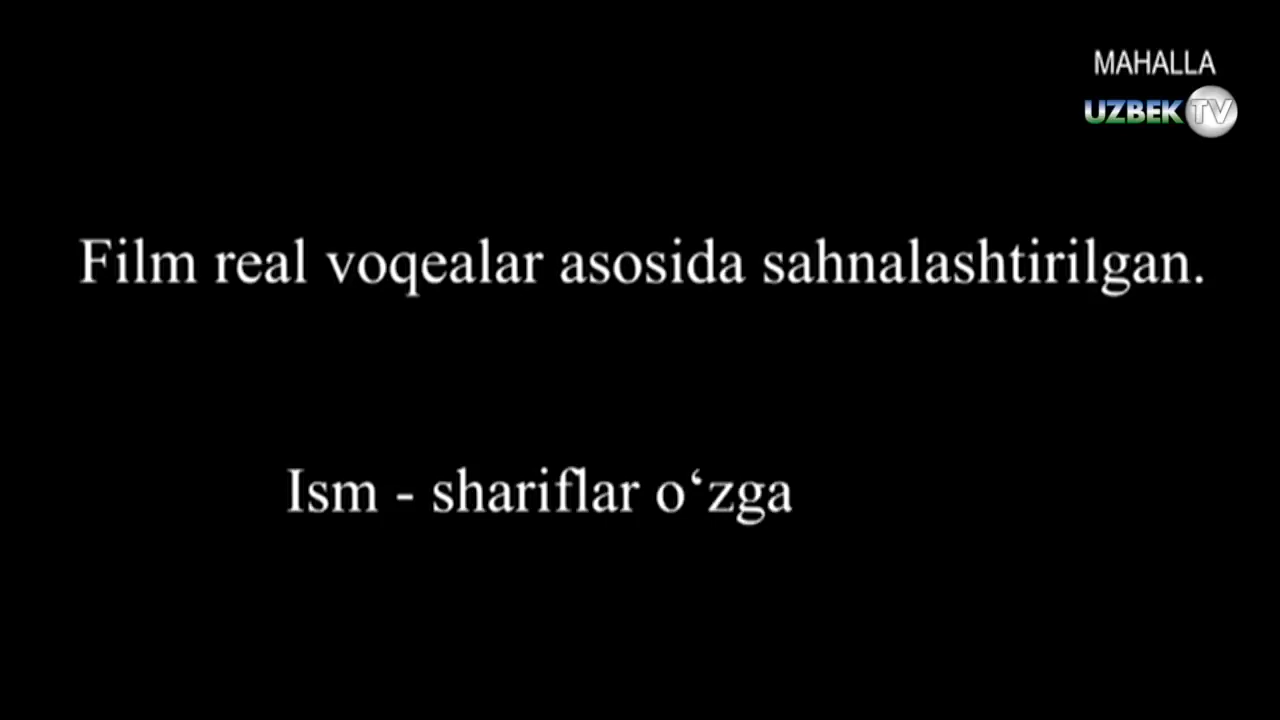 MAHALLA
UZBEK TV
Film real voqealar asosida sahnalashtirilgan.
Ism - shariflar o‘zga